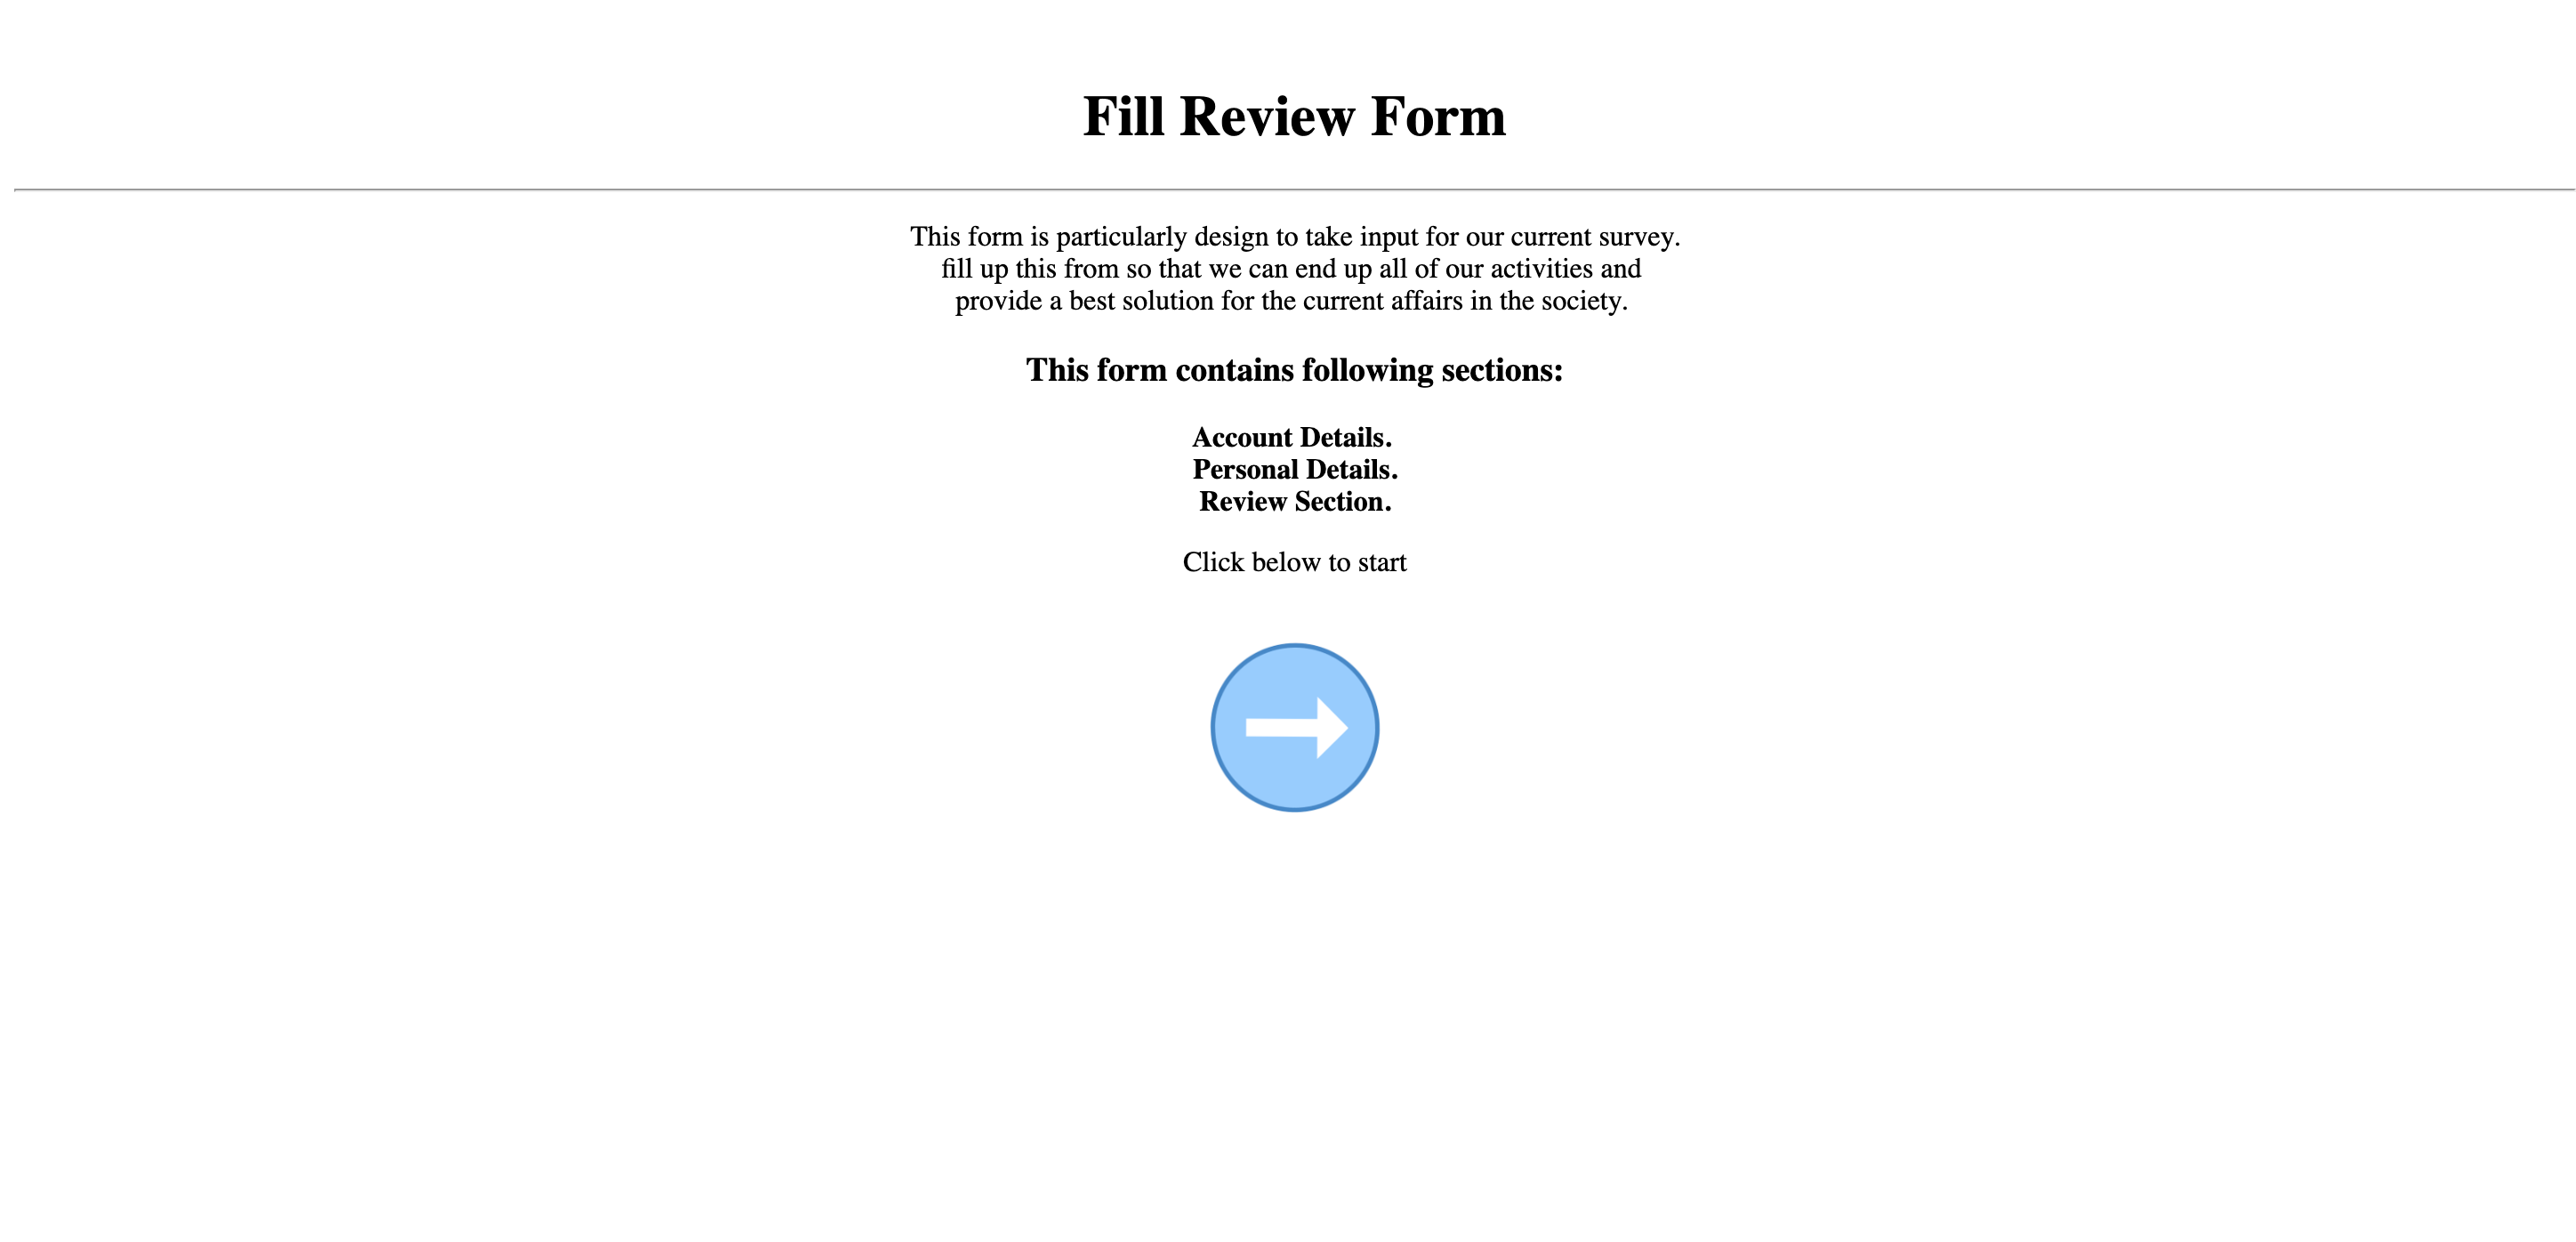 Fill Review Form
This form is particularly design to take input for our current survey.
fill up this from so that we can end up all of our activities and
provide a best solution for the current affairs in the society.
This form contains following sections:
Account Details.
Personal Details.
Review Section.
Click below to start